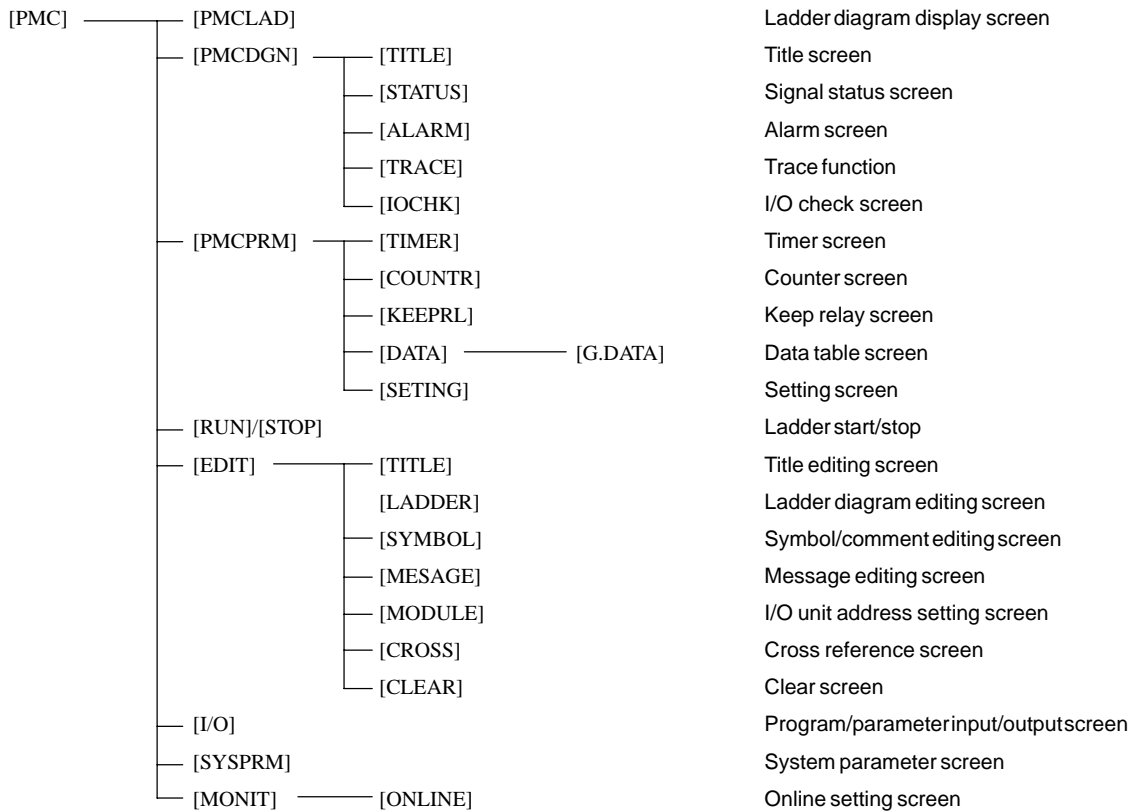 [PMC] [PMCLAD] Ladder diagram display screen
[PMCDGN] [TITLE] Title screen
[STATUS] Signal status screen
[ALARM] Alarm screen
[TRACE] Trace function
[IOCHK] I/O check screen
[PMCPRM] [TIMER] Timer screen
[COUNTR] Counter screen
[KEEPRL] Keep relay screen
[DATA] [G.DATA] Data table screen
[SETING] Setting screen
[RUN]/[STOP] Ladder start/stop
[EDIT] [TITLE] Title editing screen
[LADDER] Ladder diagram editing screen
[SYMBOL] Symbol/comment editing screen
[MESAGE] Message editing screen
[MODULE] I/O unit address setting screen
[CROSS] Cross reference screen
[CLEAR] Clear screen
[I/O] Program/parameter input/output screen
[SYSPRM] System parameter screen
[MONIT] [ONLINE] Online setting screen